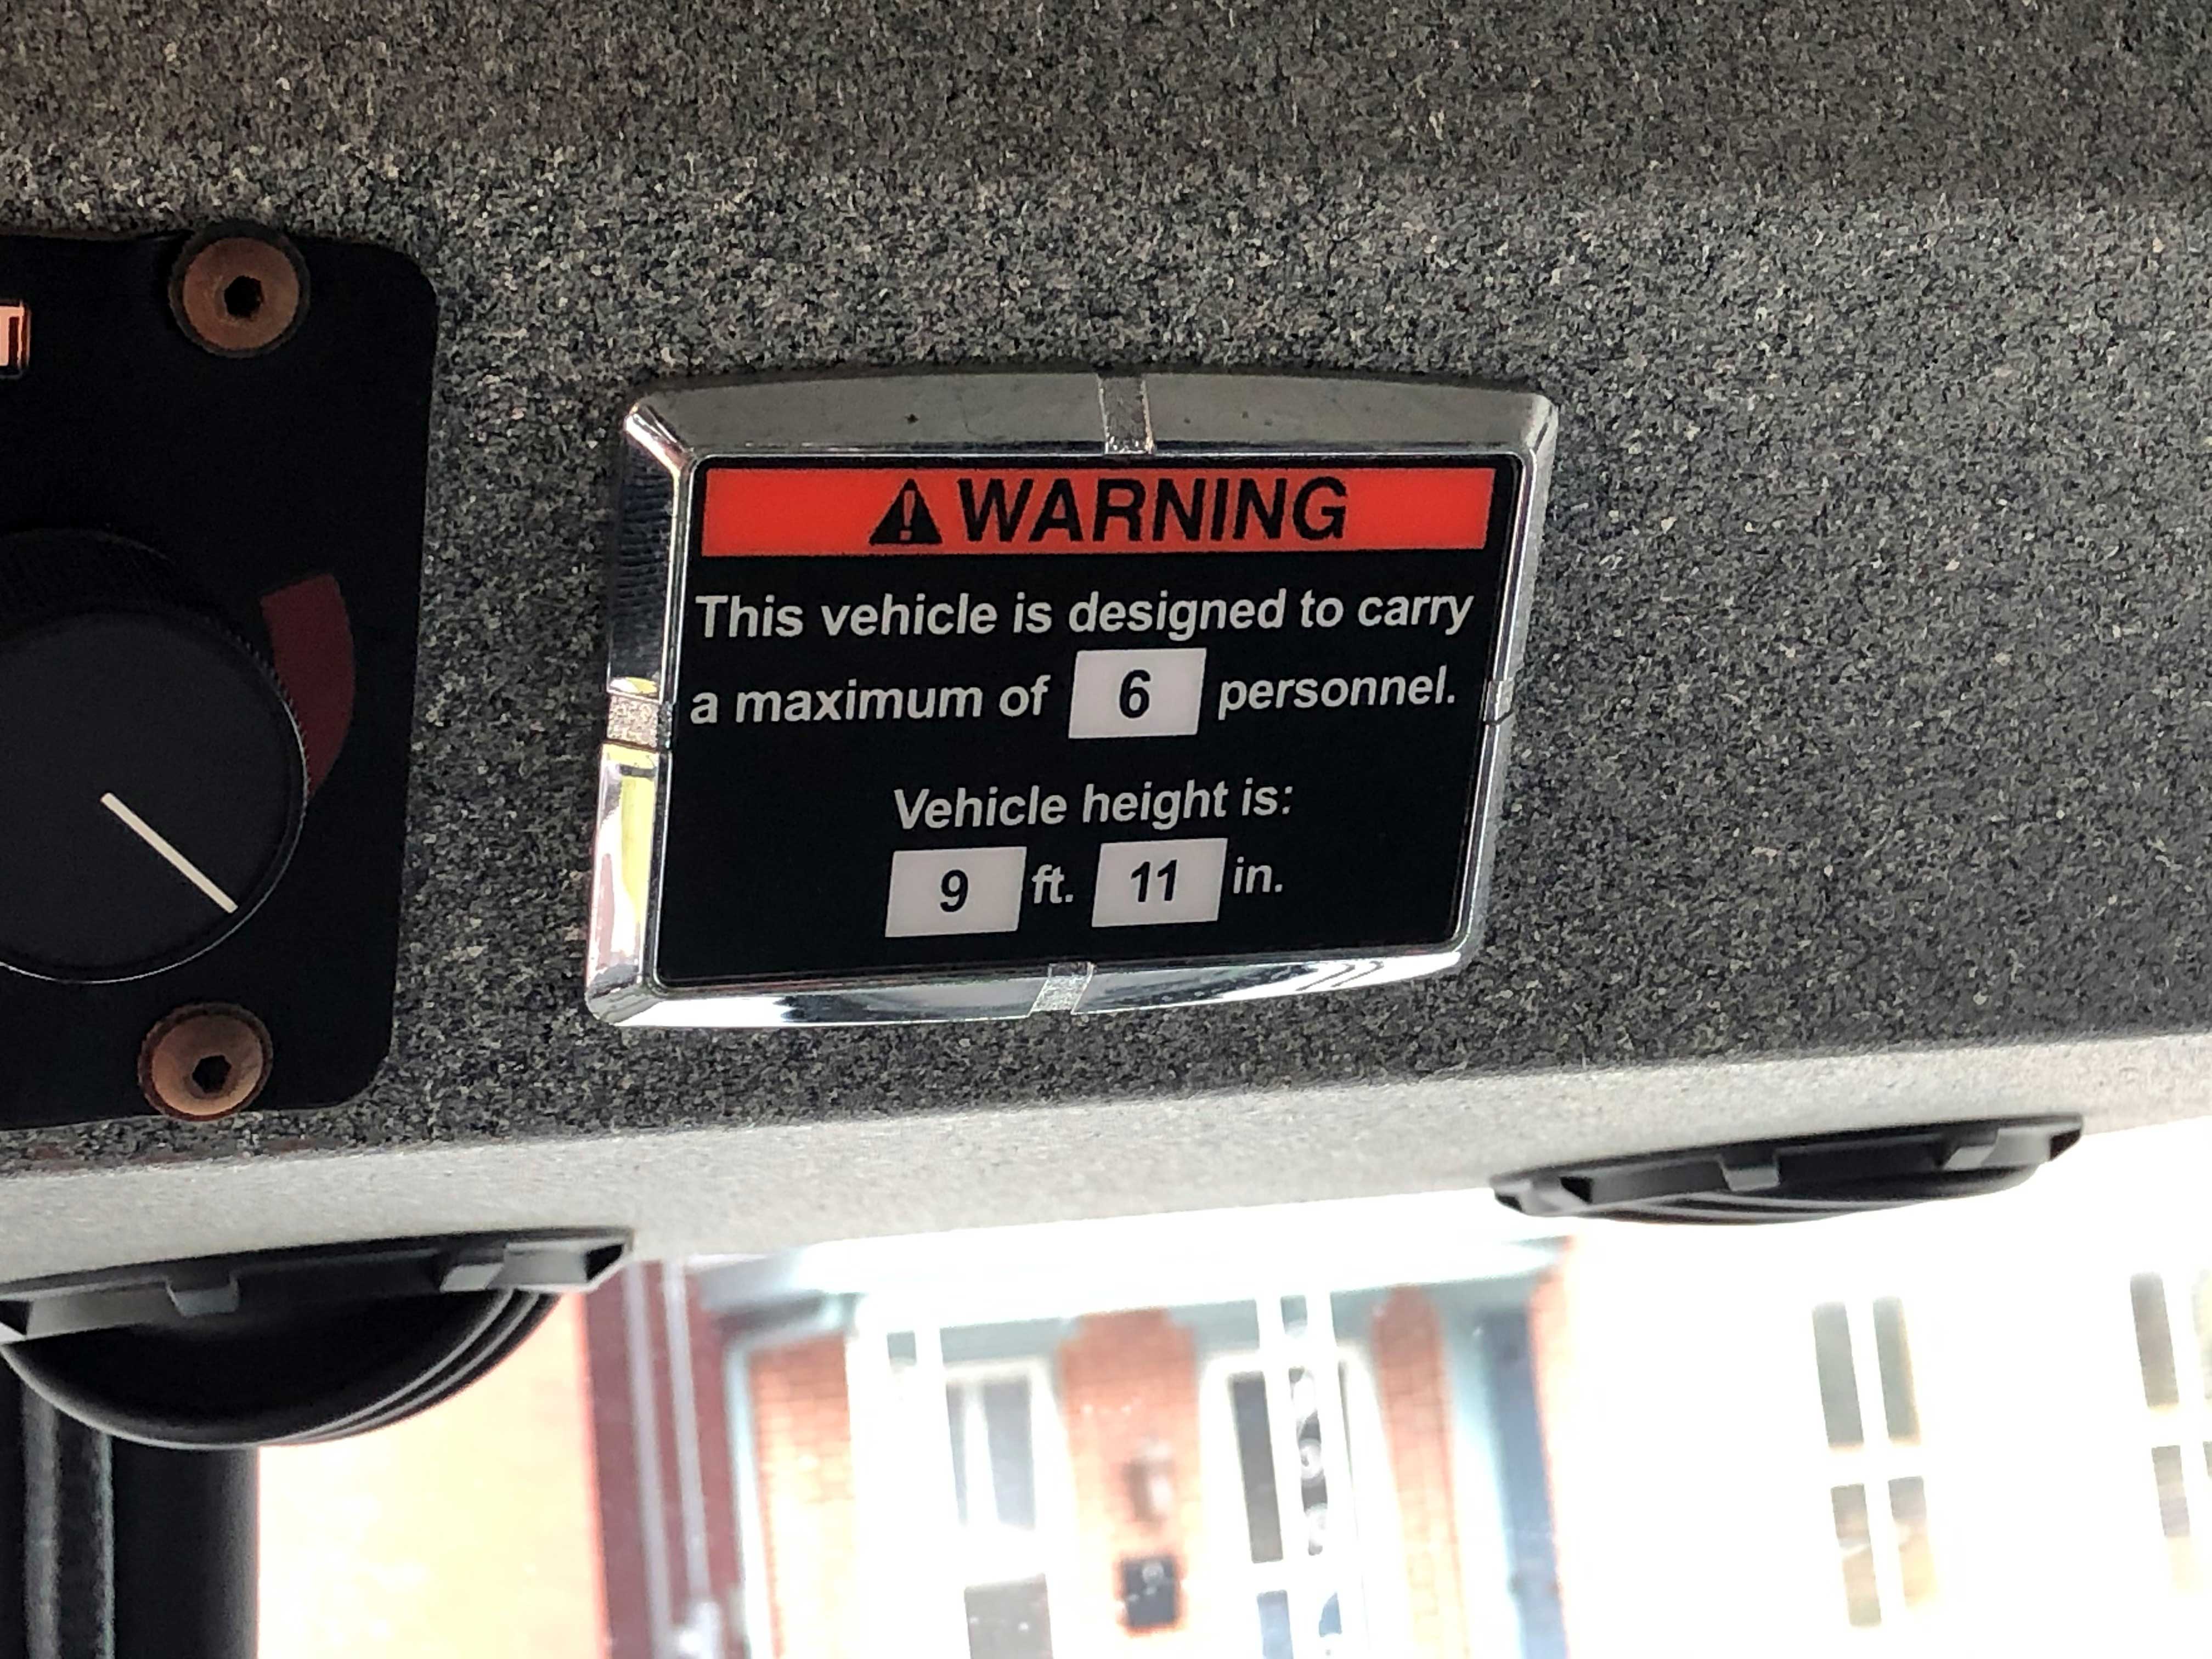 WARNING
This vehicle is designed to carry
a maximum of 6 personnel.
Vehicle height is:
9 ft. 11 in.